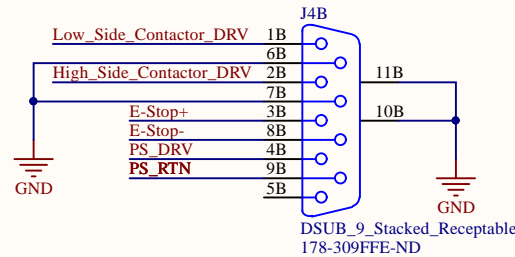 J4B
Low_Side_Contactor_DRV 1B
6B
High_Side_Contactor_DRV 2B
11B
7B
E-Stop+ 3B
10B
E-Stop- 8B
PS_DRV 4B
PS_RTN 9B
5B
GND
GND
DSUB_9_Stacked_Receptable
178-309FFE-ND